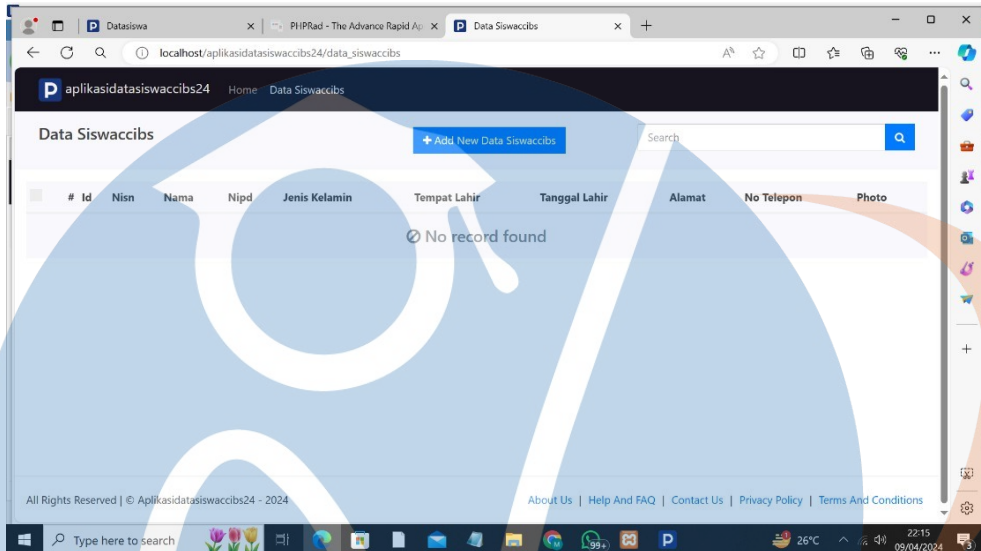 Datasiswa PHPRad - The Advance Rapid Ap Data Siswaccibs
localhost/aplikasidatasiswaccibs24/data_siswaccibs
aplikasidatasiswaccibs24 Home Data Siswaccibs
Data Siswaccibs + Add New Data Siswaccibs Search
# Id Nisn Nama Nipd Jenis Kelamin Tempat Lahir Tanggal Lahir Alamat No Telepon Photo
No record found
All Rights Reserved | © Aplikasidatasiswaccibs24 - 2024 About Us | Help And FAQ | Contact Us | Privacy Policy | Terms And Conditions
Type here to search 99+ 26°C 22:15
09/04/2024 3